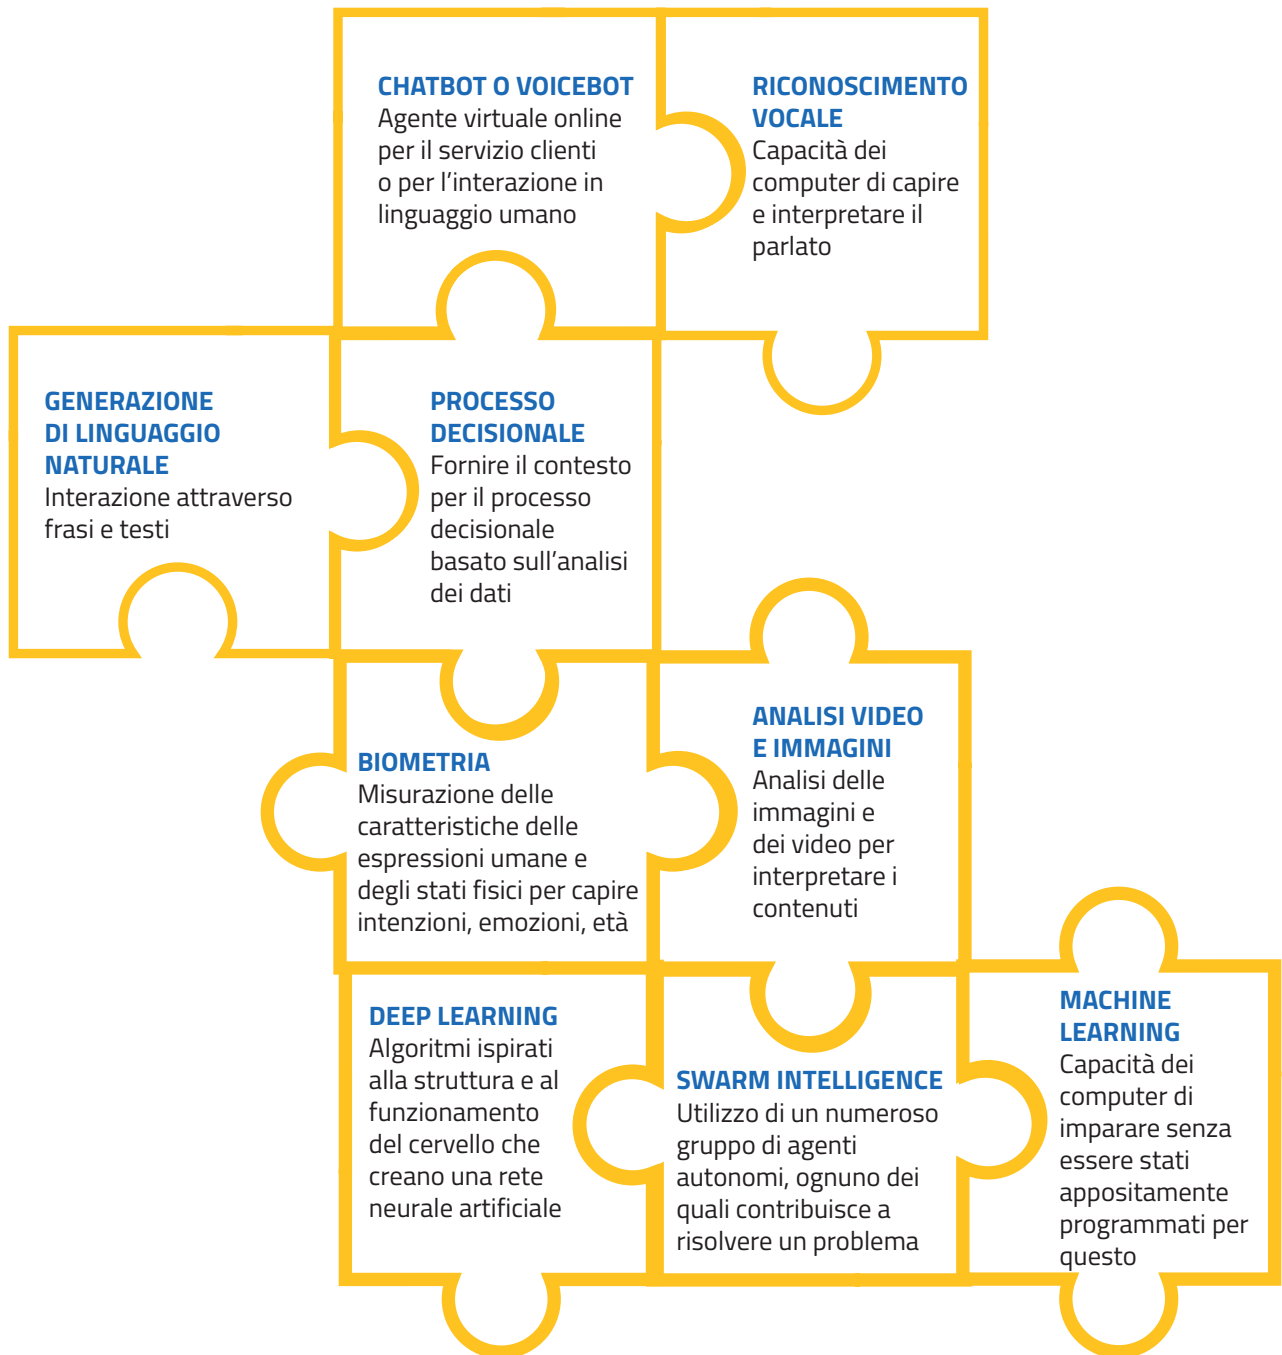 CHATBOT O VOICEBOT
Agente virtuale online
per il servizio clienti
o per l'interazione in
linguaggio umano
RICONOSCIMENTO
VOCALE
Capacità dei
computer di capire
e interpretare il
parlato
GENERAZIONE
DI LINGUAGGIO
NATURALE
Interazione attraverso
frasi e testi
PROCESSO
DECISIONALE
Fornire il contesto
per il processo
decisionale
basato sull'analisi
dei dati
BIOMETRIA
Misurazione delle
caratteristiche delle
espressioni umane e
degli stati fisici per capire
intenzioni, emozioni, età
ANALISI VIDEO
E IMMAGINI
Analisi delle
immagini e
dei video per
interpretare i
contenuti
DEEP LEARNING
Algoritmi ispirati
alla struttura e al
funzionamento
del cervello che
creano una rete
neurale artificiale
SWARM INTELLIGENCE
Utilizzo di un numeroso
gruppo di agenti
autonomi, ognuno dei
quali contribuisce a
risolvere un problema
MACHINE
LEARNING
Capacità dei
computer di
imparare senza
essere stati
appositamente
programmati per
questo